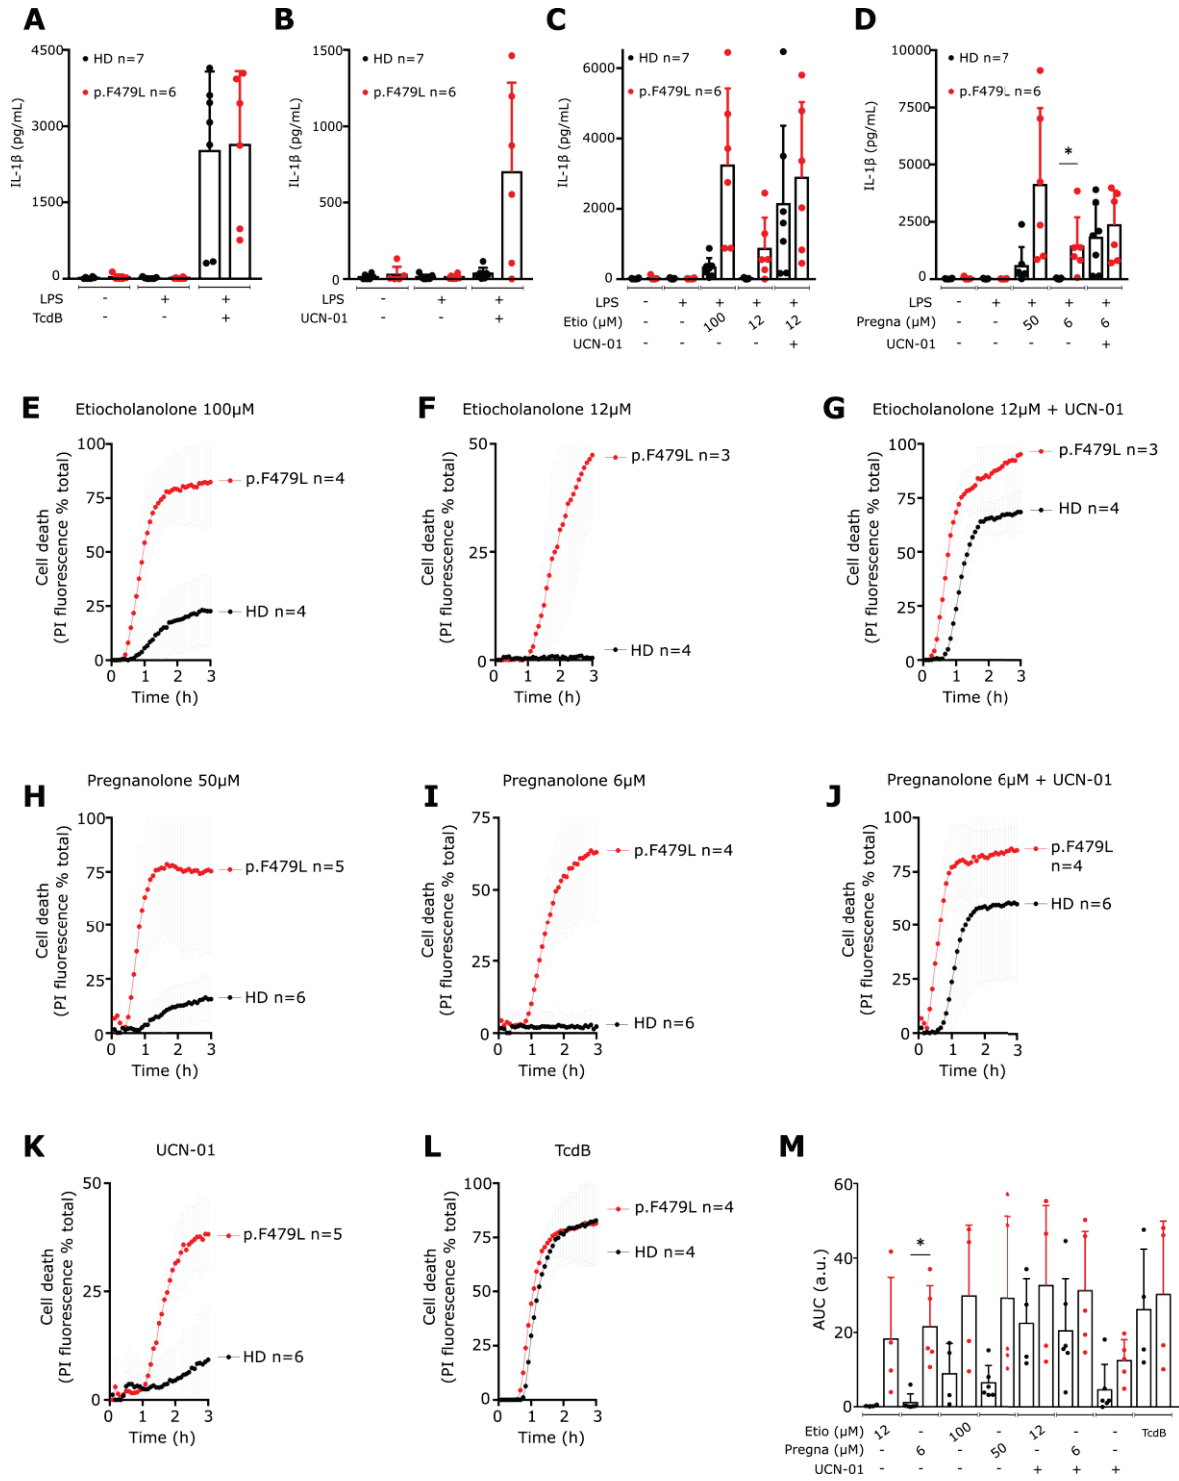 A
IL-1β (pg/mL)
4500
3000
1500
0
HD n=7
p.F479L n=6
LPS - + +
TcdB - - +
B
IL-1β (pg/mL)
1500
1000
500
0
HD n=7
p.F479L n=6
LPS - + +
UCN-01 - - +
C
IL-1β (pg/mL)
6000
4000
2000
0
HD n=7
p.F479L n=6
LPS - + + + +
Etio (µM) - - 100 12 12
UCN-01 - - - - +
D
IL-1β (pg/mL)
10000
7500
5000
2500
0
HD n=7
p.F479L n=6
*
LPS - + + + +
Pregna (µM) - - 50 6 6
UCN-01 - - - - +
E
Etiocholanolone 100µM
Cell death
(PI fluorescence % total)
100
75
50
25
0
p.F479L n=4
HD n=4
0 1 2 3
Time (h)
F
Etiocholanolone 12µM
Cell death
(PI fluorescence % total)
50
25
0
p.F479L n=3
HD n=4
0 1 2 3
Time (h)
G
Etiocholanolone 12µM + UCN-01
Cell death
(PI fluorescence % total)
100
75
50
25
0
p.F479L n=3
HD n=4
0 1 2 3
Time (h)
H
Pregnanolone 50µM
Cell death
(PI fluorescence % total)
100
75
50
25
0
p.F479L n=5
HD n=6
0 1 2 3
Time (h)
I
Pregnanolone 6µM
Cell death
(PI fluorescence % total)
75
50
25
0
p.F479L n=4
HD n=6
0 1 2 3
Time (h)
J
Pregnanolone 6µM + UCN-01
Cell death
(PI fluorescence % total)
100
75
50
25
0
p.F479L
n=4
HD n=6
0 1 2 3
Time (h)
K
UCN-01
Cell death
(PI fluorescence % total)
50
25
0
p.F479L n=5
HD n=6
0 1 2 3
Time (h)
L
TcdB
Cell death
(PI fluorescence % total)
100
75
50
25
0
p.F479L n=4
HD n=4
0 1 2 3
Time (h)
M
AUC (a.u.)
60
40
20
0
*
Etio (µM) 12 - 100 - 12 - - TcdB
Pregna (µM) - 6 - 50 - 6 - -
UCN-01 - - - - + + + -